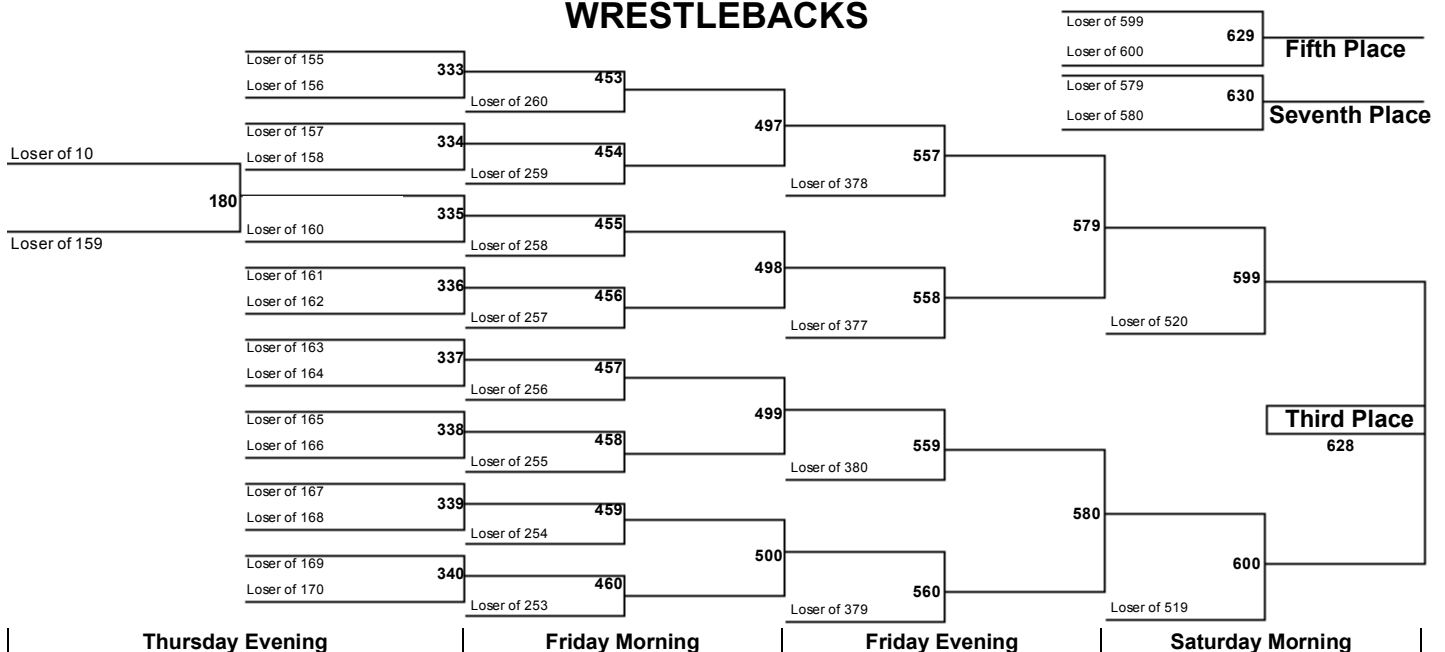 WRESTLEBACKS
Loser of 599
629
Loser of 600
Fifth Place
Loser of 579
630
Loser of 580
Seventh Place
Loser of 10
180
Loser of 159
Loser of 155
333
Loser of 156
Loser of 157
334
Loser of 158
335
Loser of 160
Loser of 161
336
Loser of 162
Loser of 163
337
Loser of 164
Loser of 165
338
Loser of 166
Loser of 167
339
Loser of 168
Loser of 169
340
Loser of 170
453
Loser of 260
454
Loser of 259
455
Loser of 258
456
Loser of 257
457
Loser of 256
458
Loser of 255
459
Loser of 254
460
Loser of 253
497
498
499
500
557
Loser of 378
558
Loser of 377
559
Loser of 380
560
Loser of 379
579
580
599
Loser of 520
600
Loser of 519
Third Place
628
Thursday Evening
Friday Morning
Friday Evening
Saturday Morning